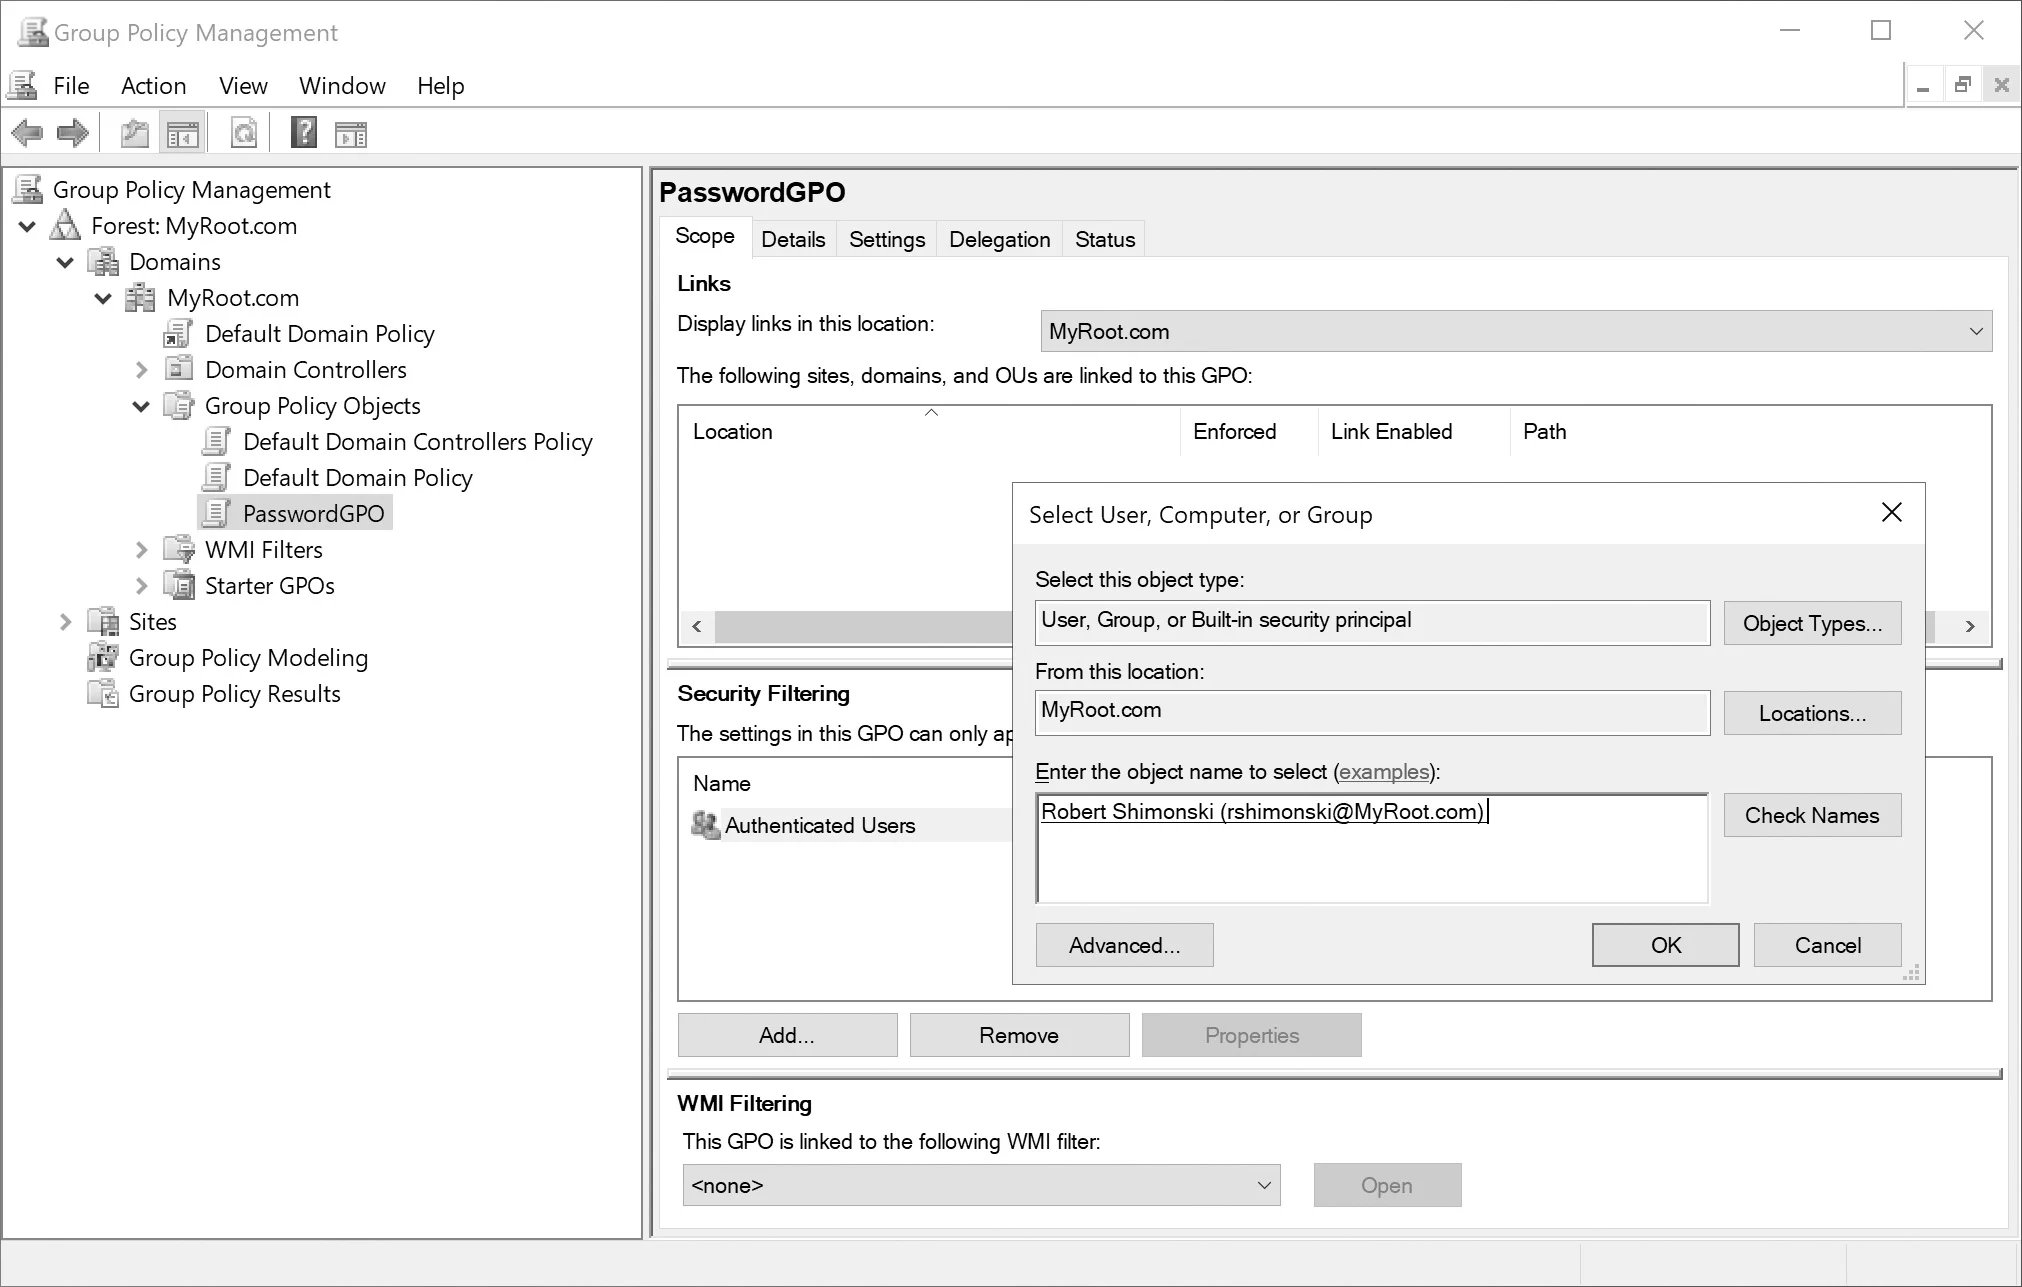 Group Policy Management
File Action View Window Help
Group Policy Management
Forest: MyRoot.com
Domains
MyRoot.com
Default Domain Policy
Domain Controllers
Group Policy Objects
Default Domain Controllers Policy
Default Domain Policy
PasswordGPO
WMI Filters
Starter GPOs
Sites
Group Policy Modeling
Group Policy Results
PasswordGPO
Scope Details Settings Delegation Status
Links
Display links in this location: MyRoot.com
The following sites, domains, and OUs are linked to this GPO:
Location Enforced Link Enabled Path
Security Filtering
The settings in this GPO can only ap
Name
Authenticated Users
Add... Remove Properties
WMI Filtering
This GPO is linked to the following WMI filter:
<none> Open
Select User, Computer, or Group
Select this object type:
User, Group, or Built-in security principal Object Types...
From this location:
MyRoot.com Locations...
Enter the object name to select (examples):
Robert Shimonski (rshimonski@MyRoot.com) Check Names
Advanced... OK Cancel